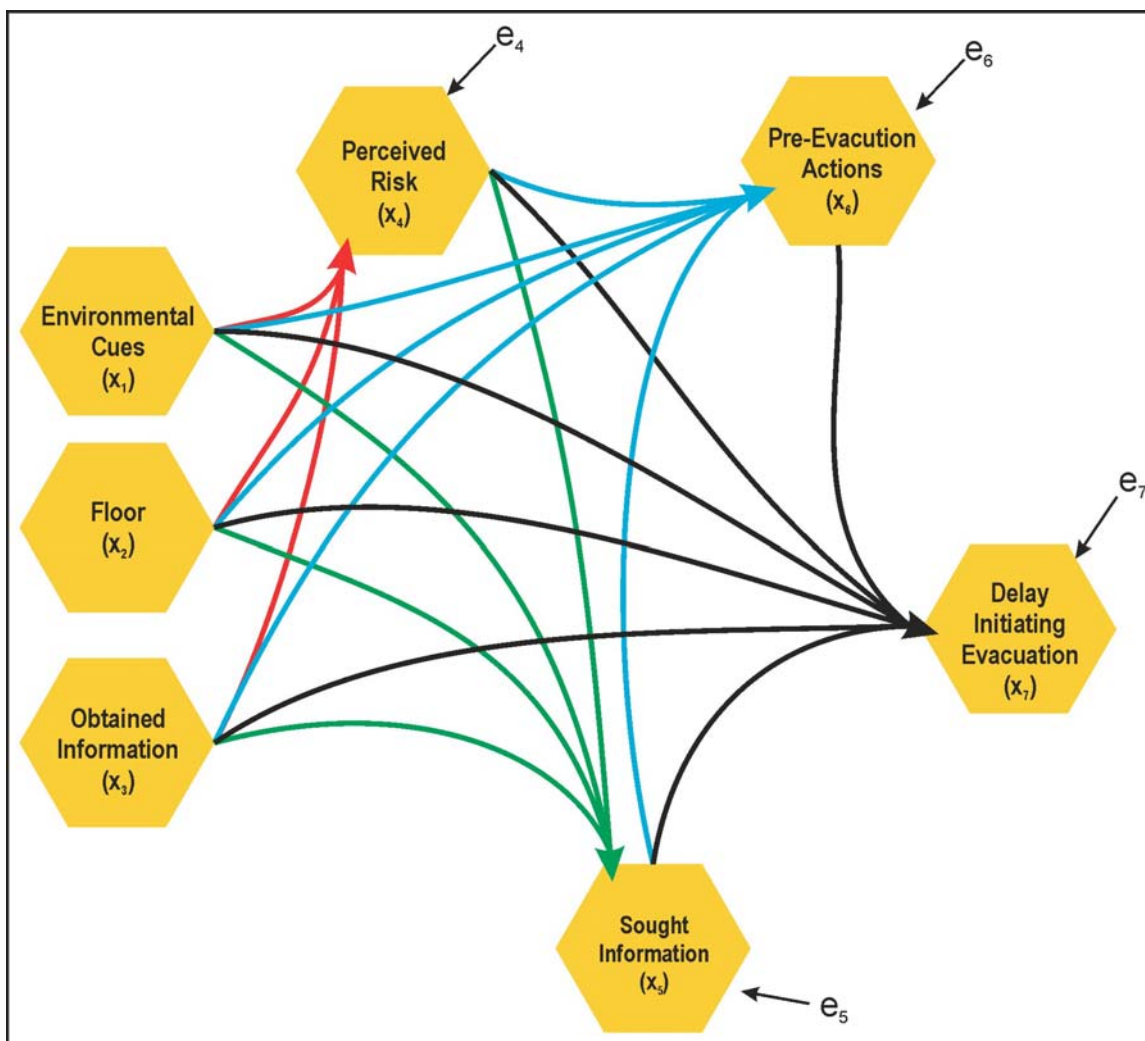 e₄
e₆
Perceived
Risk
(x₄)
Pre-Evacution
Actions
(x₆)
Environmental
Cues
(x₁)
Floor
(x₂)
e₇
Delay
Initiating
Evacuation
(x₇)
Obtained
Information
(x₃)
Sought
Information
(x₅)
e₅